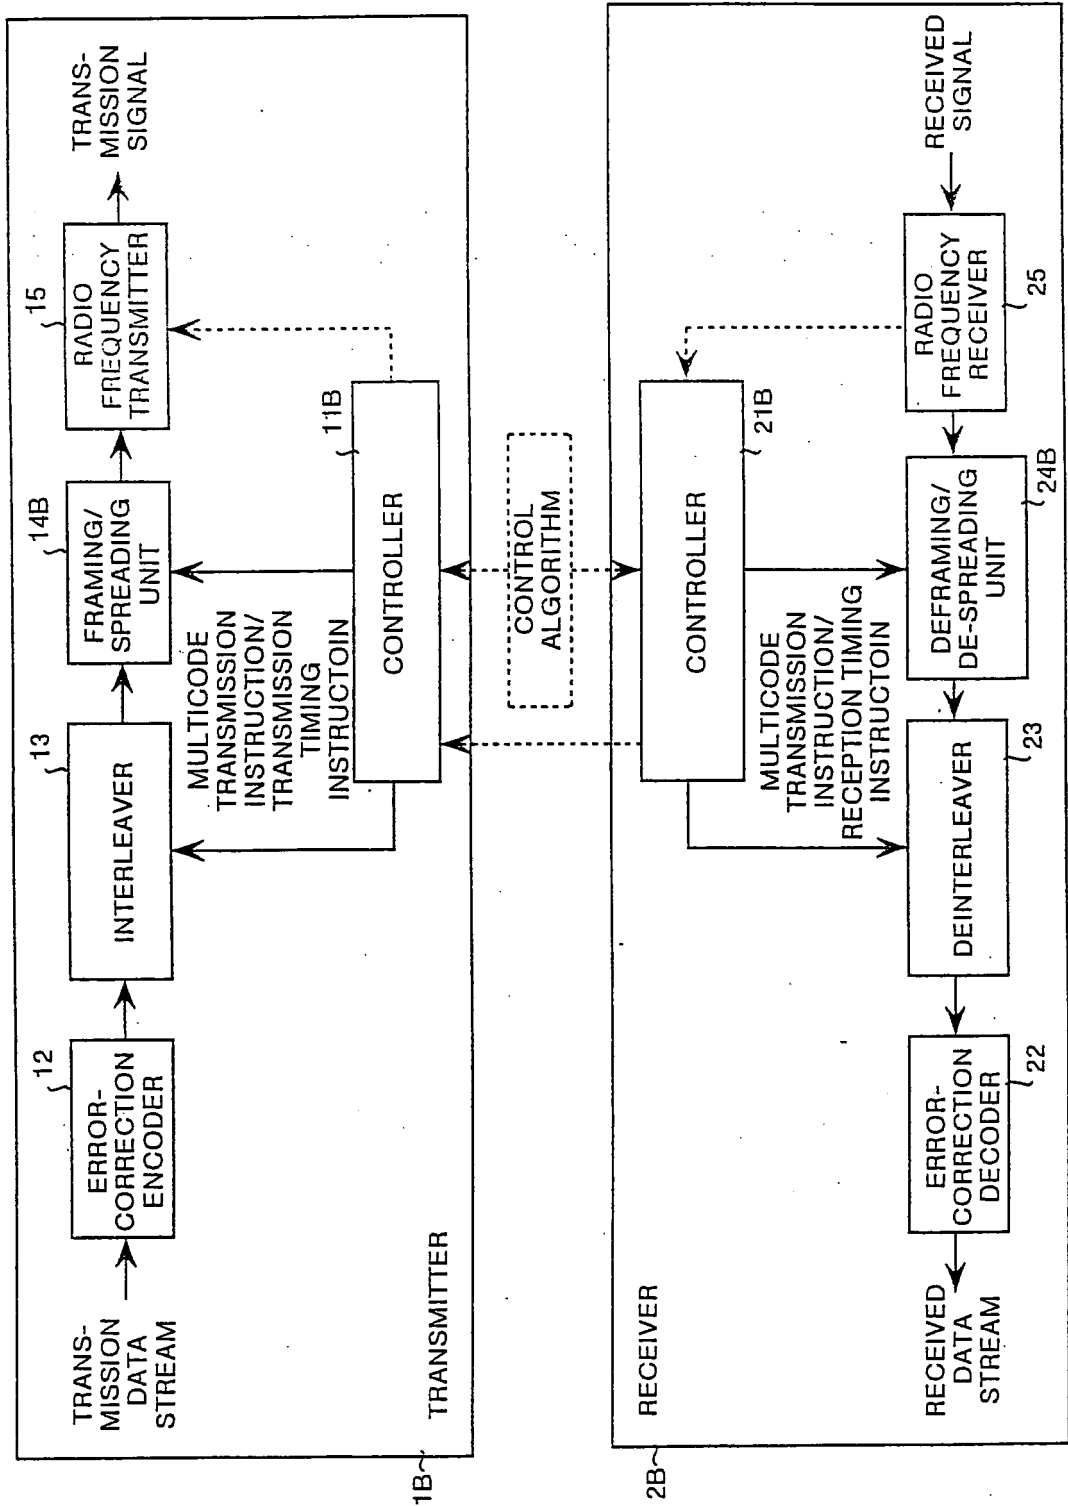 TRANS-
MISSION
DATA
STREAM
12
ERROR-
CORRECTION
ENCODER
13
INTERLEAVER
14B
FRAMING/
SPREADING
UNIT
15
RADIO
FREQUENCY
TRANSMITTER
TRANS-
MISSION
SIGNAL
MULTICODE
TRANSMISSION
INSTRUCTION/
TRANSMISSION
TIMING
INSTRUCTOIN
11B
CONTROLLER
TRANSMITTER
1B
CONTROL
ALGORITHM
2B
RECEIVER
CONTROLLER
21B
MULTICODE
TRANSMISSION
INSTRUCTION/
RECEPTION TIMING
INSTRUCTOIN
RECEIVED
DATA
STREAM
ERROR-
CORRECTION
DECODER
22
DEINTERLEAVER
23
DEFRAMING/
DE-SPREADING
UNIT
24B
RADIO
FREQUENCY
RECEIVER
25
RECEIVED
SIGNAL